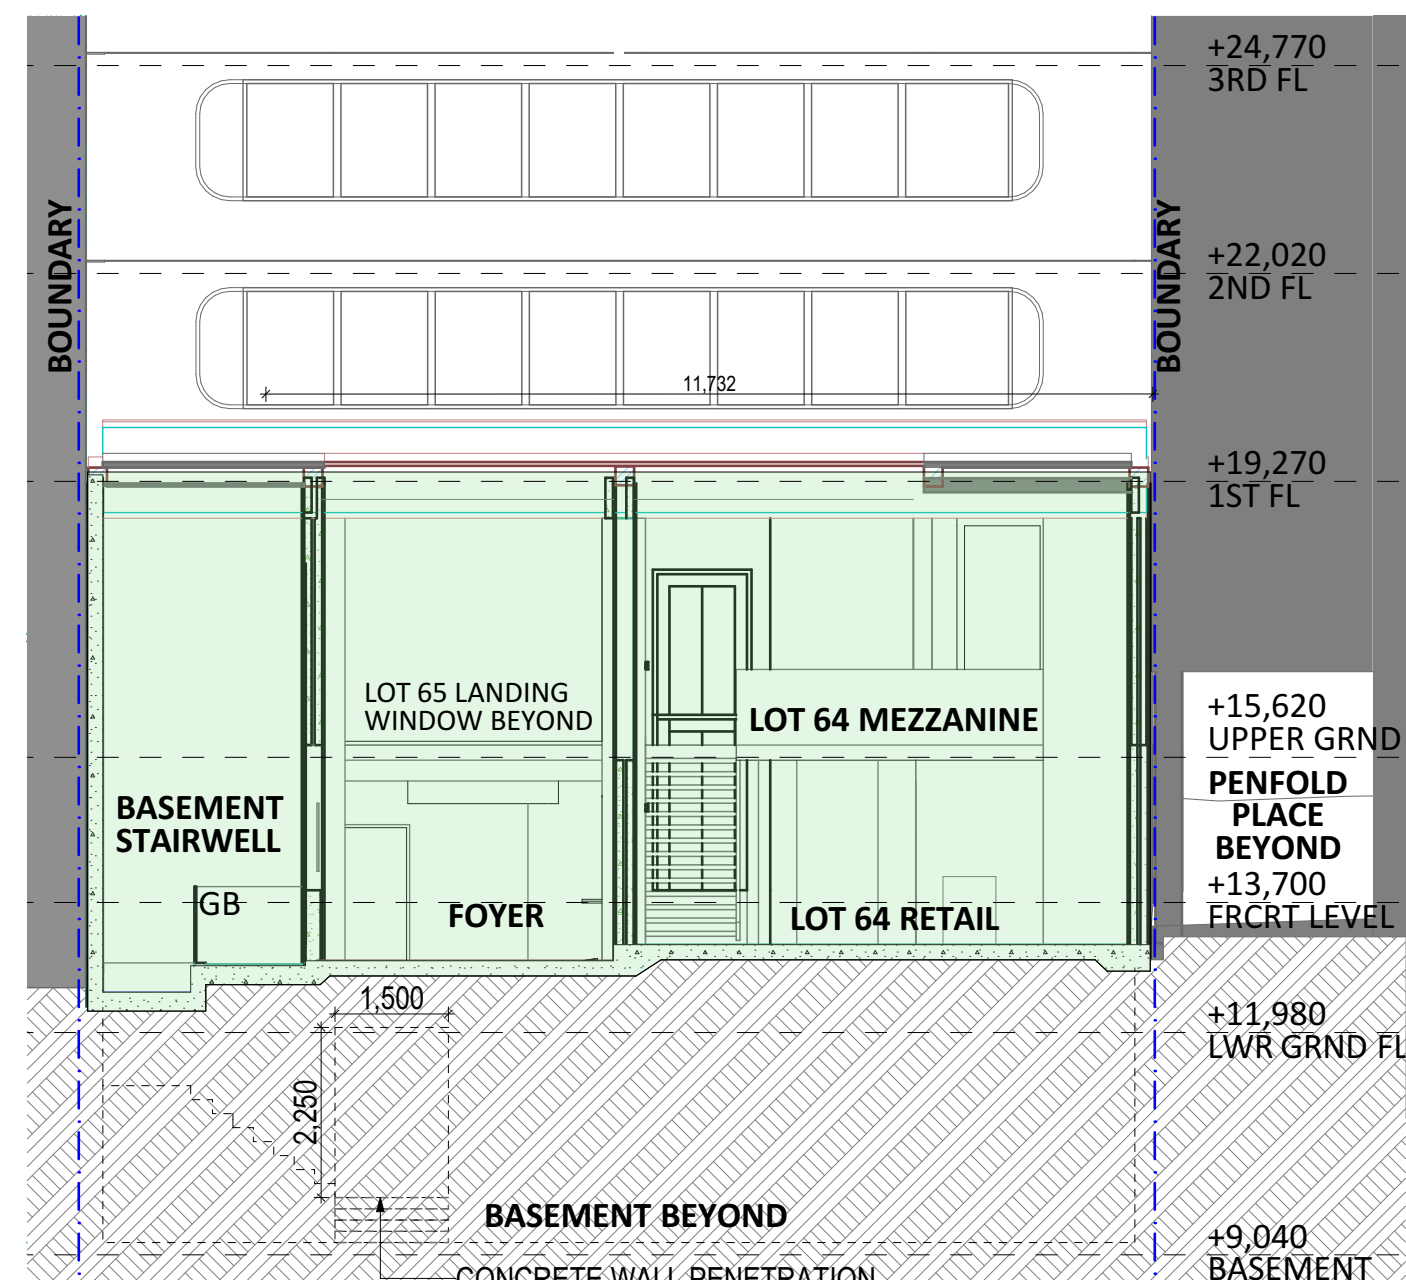 +24,770
3RD FL
BOUNDARY
BOUNDARY
+22,020
2ND FL
11,732
+19,270
1ST FL
LOT 65 LANDING
WINDOW BEYOND
LOT 64 MEZZANINE
+15,620
UPPER GRND
PENFOLD
PLACE
BEYOND
BASEMENT
STAIRWELL
GB
FOYER
LOT 64 RETAIL
+13,700
FRCRT LEVEL
1,500
+11,980
LWR GRND FL
2,250
BASEMENT BEYOND
+9,040
BASEMENT
CONCRETE WALL PENETRATION